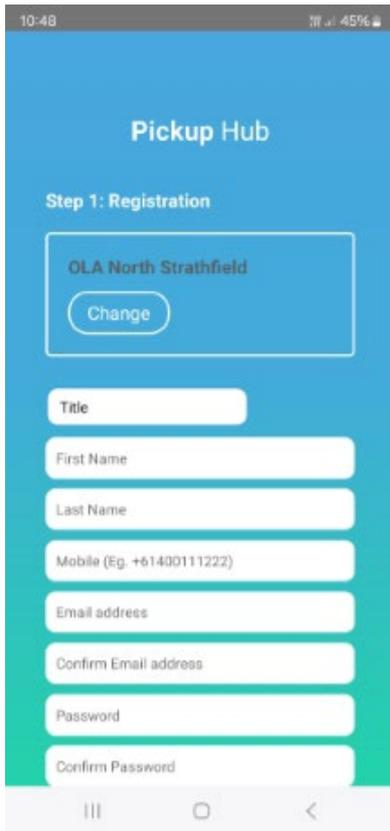 10:48 45%
Pickup Hub
Step 1: Registration
OLA North Strathfield
Change
Title
First Name
Last Name
Mobile (Eg. +61400111222)
Email address
Confirm Email address
Password
Confirm Password